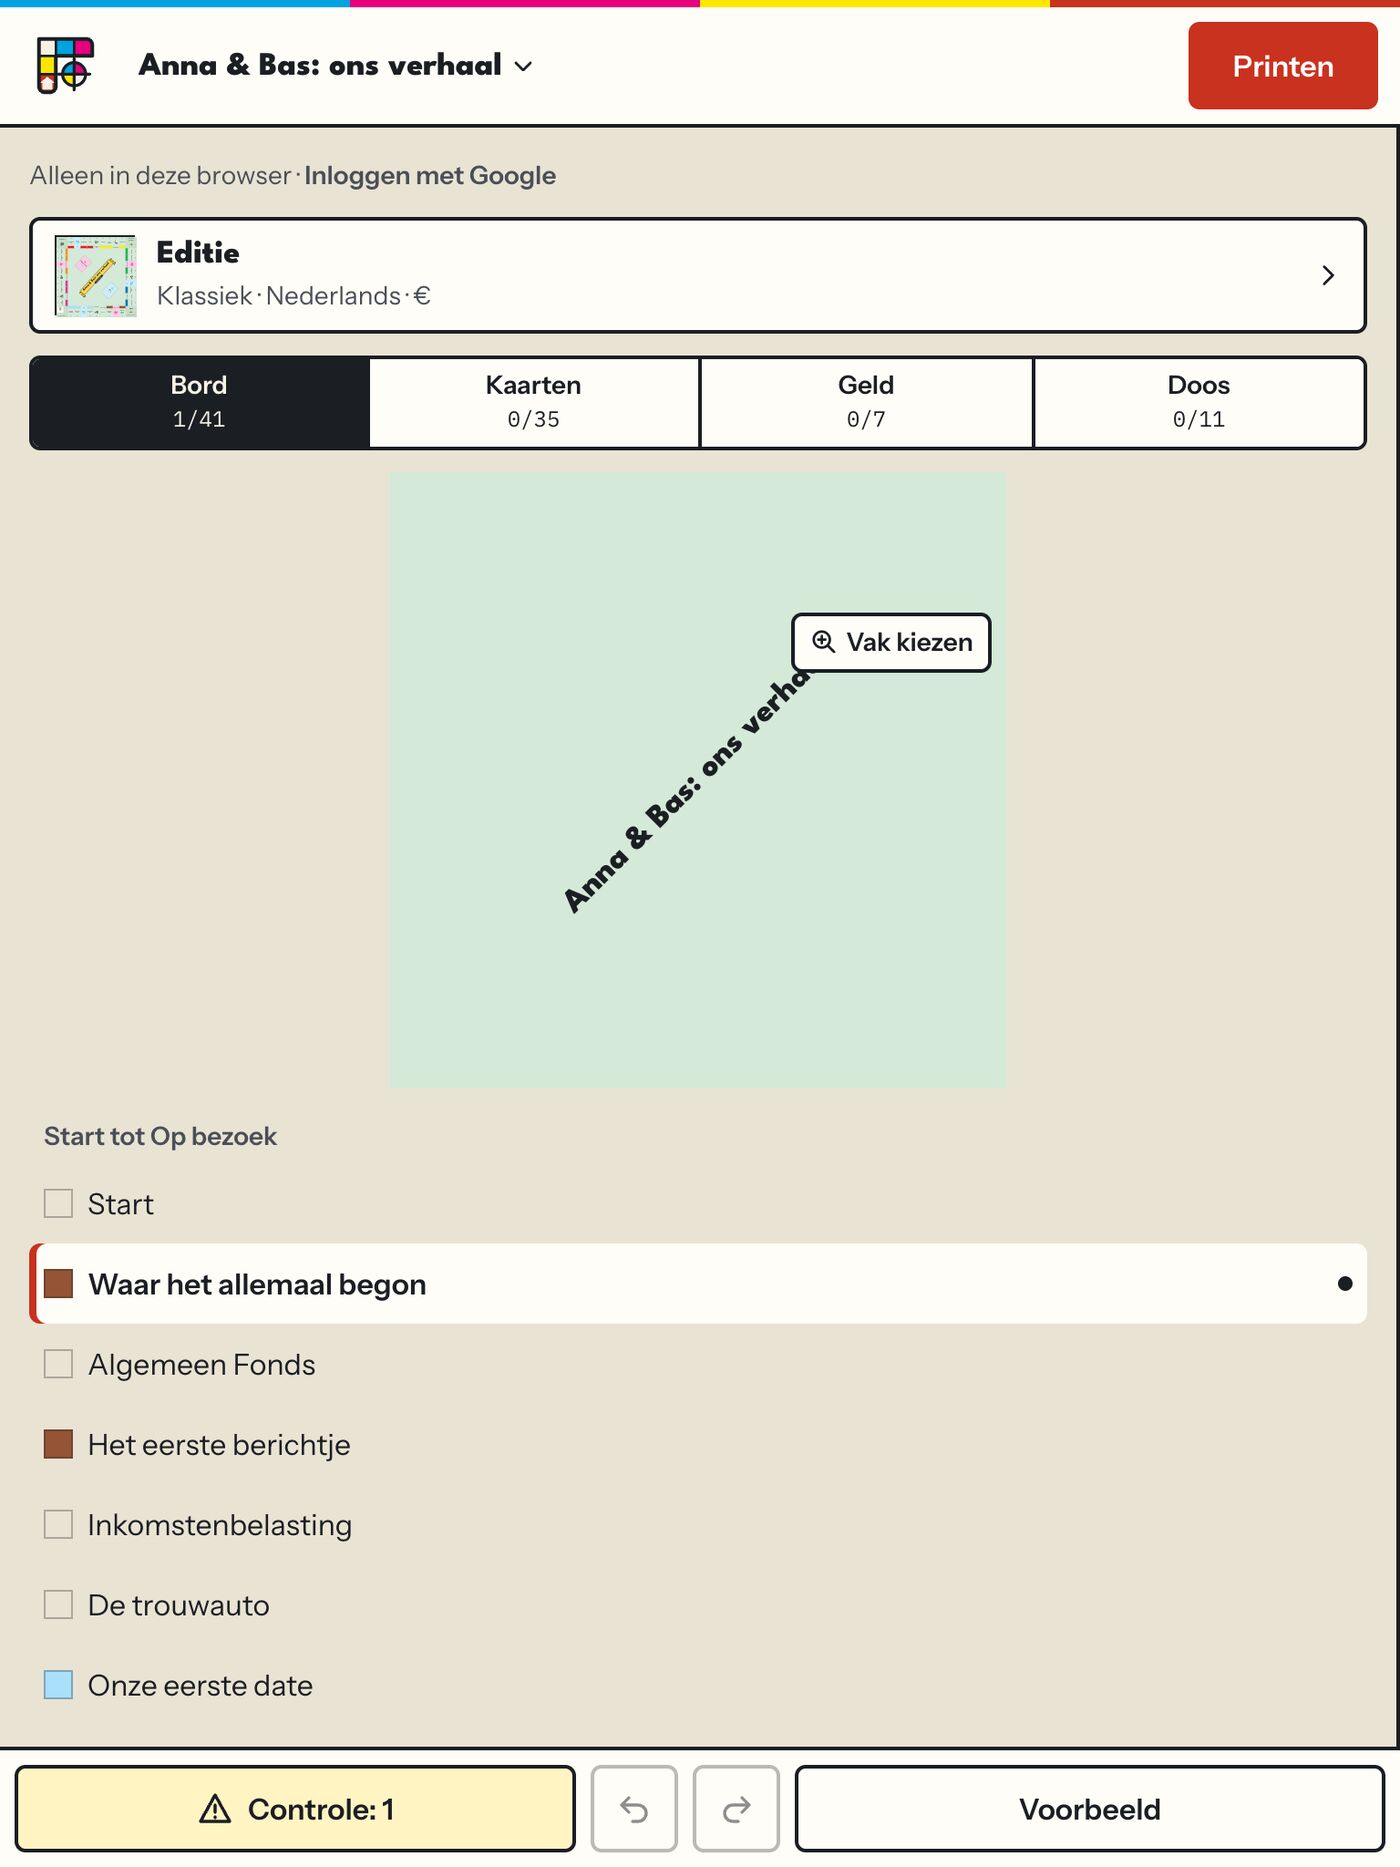 Anna & Bas: ons verhaal
Printen
Alleen in deze browser · Inloggen met Google
Editie
Klassiek · Nederlands · €
Bord
1/41
Kaarten
0/35
Geld
0/7
Doos
0/11
Vak kiezen
Anna & Bas: ons verha
Start tot Op bezoek
Start
Waar het allemaal begon
Algemeen Fonds
Het eerste berichtje
Inkomstenbelasting
De trouwauto
Onze eerste date
Controle: 1
Voorbeeld